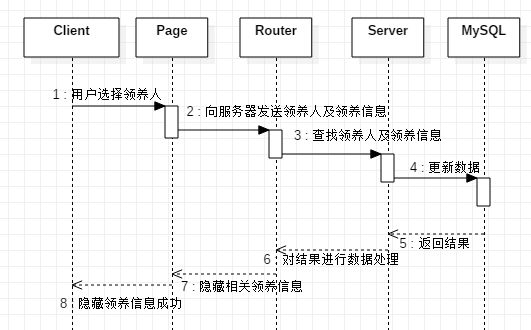 Client
Page
Router
Server
MySQL
1 : 用户选择领养人
2 : 向服务器发送领养人及领养信息
3 : 查找领养人及领养信息
4 : 更新数据
5 : 返回结果
6 对结果进行数据处理
7 : 隐藏相关领养信息
8 隐藏领养信息成功